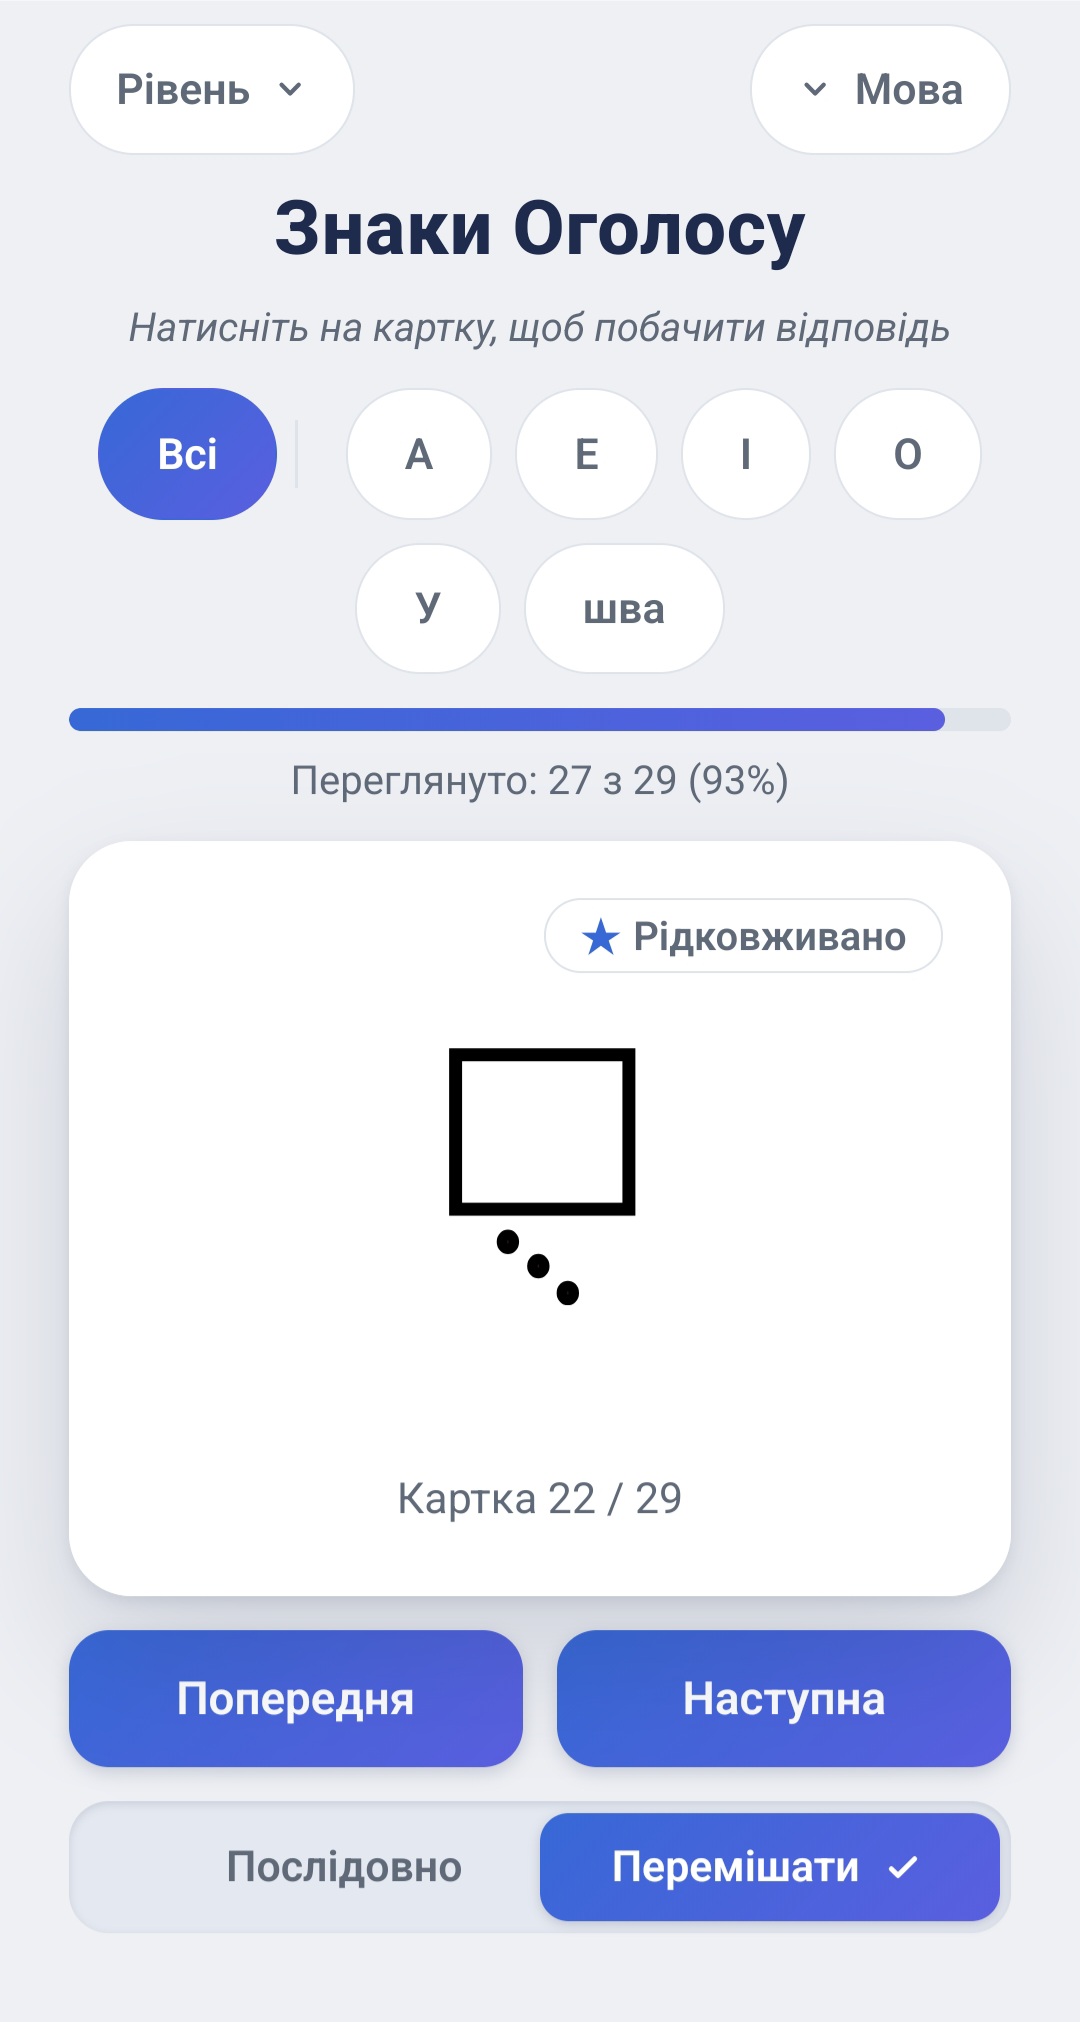 Рівень
Мова
Знаки Оголосу
Натисніть на картку, щоб побачити відповідь
Всі А Е І О
У шва
Переглянуто: 27 з 29 (93%)
★ Рідковживано
Картка 22 / 29
Попередня Наступна
Послідовно Перемішати